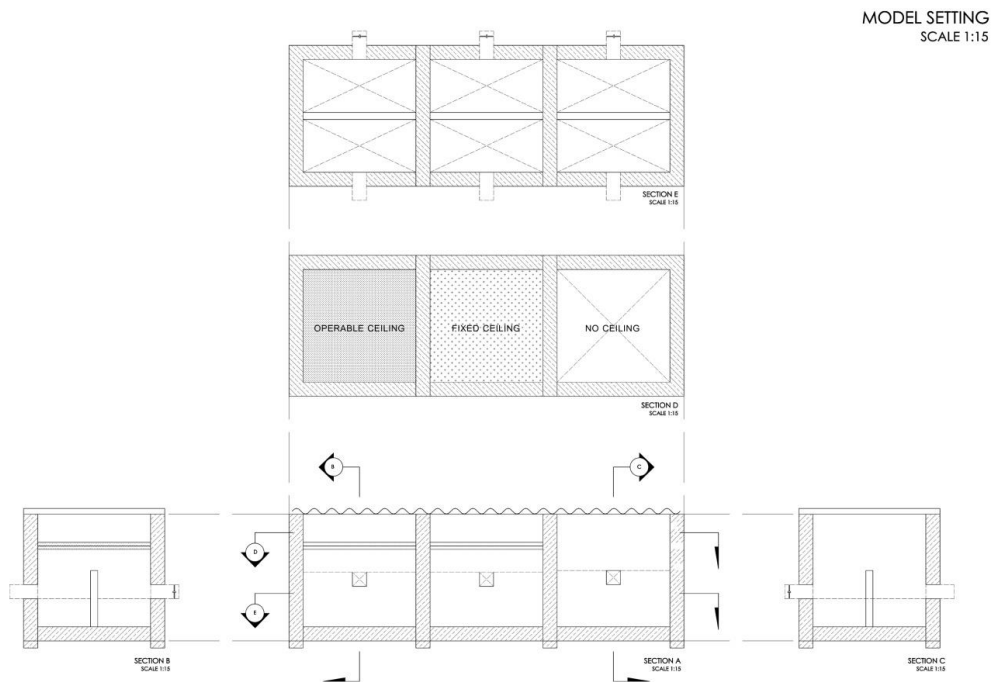 MODEL SETTING
SCALE 1:15
SECTION E
SCALE 1:15
OPERABLE CEILING
FIXED CEILING
NO CEILING
SECTION D
SCALE 1:15
B
C
D
E
SECTION B
SCALE 1:15
SECTION A
SCALE 1:15
SECTION C
SCALE 1:15